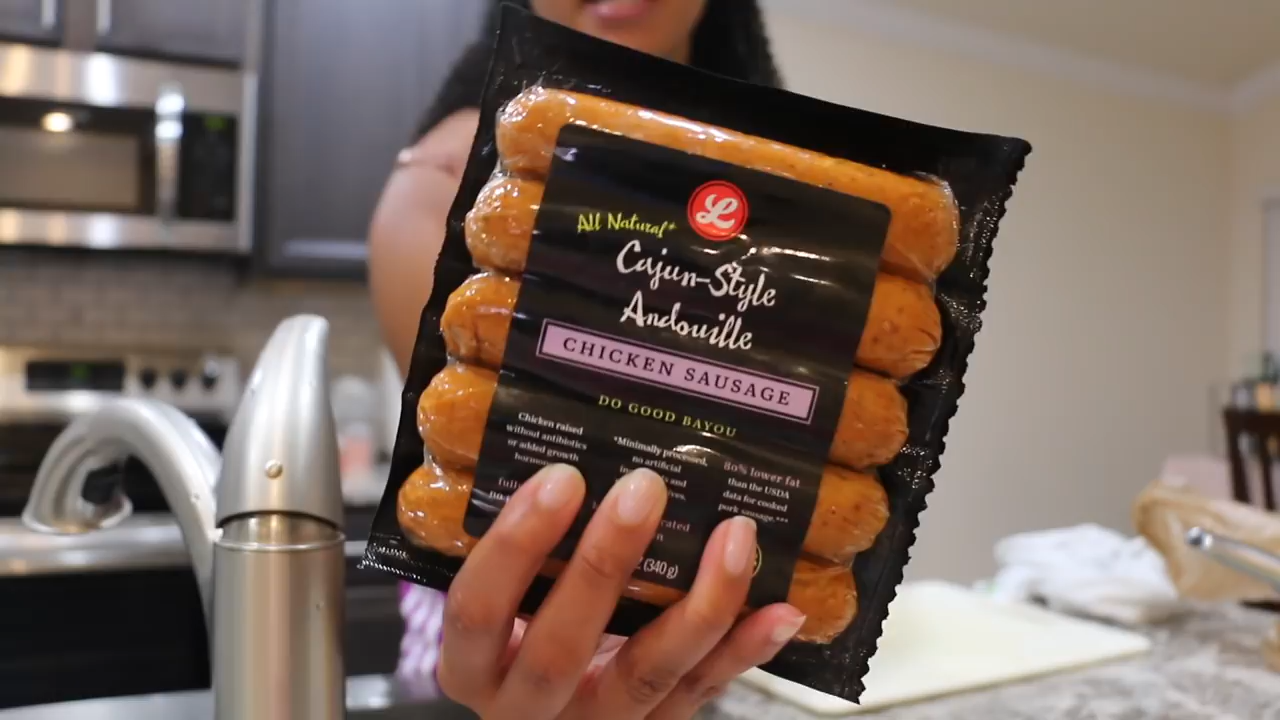 L
All Natural*
Cajun-Style
Andouille
CHICKEN SAUSAGE
DO GOOD BAYOU
Chicken raised
without antibiotics
or added growth
*Minimally processed,
no artificial
and
80% lower fat
than the USDA
data for cooked
pork sausage.***
(340 g)